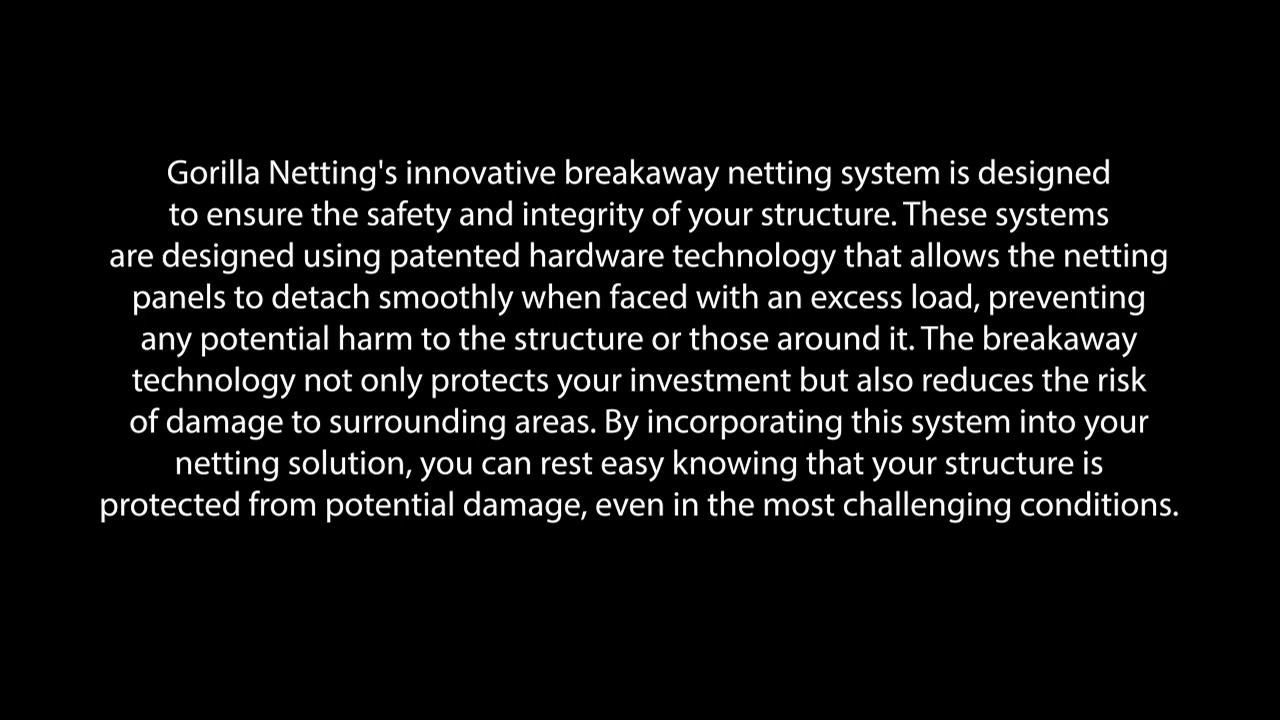 Gorilla Netting's innovative breakaway netting system is designed
to ensure the safety and integrity of your structure. These systems
are designed using patented hardware technology that allows the netting
panels to detach smoothly when faced with an excess load, preventing
any potential harm to the structure or those around it. The breakaway
technology not only protects your investment but also reduces the risk
of damage to surrounding areas. By incorporating this system into your
netting solution, you can rest easy knowing that your structure is
protected from potential damage, even in the most challenging conditions.